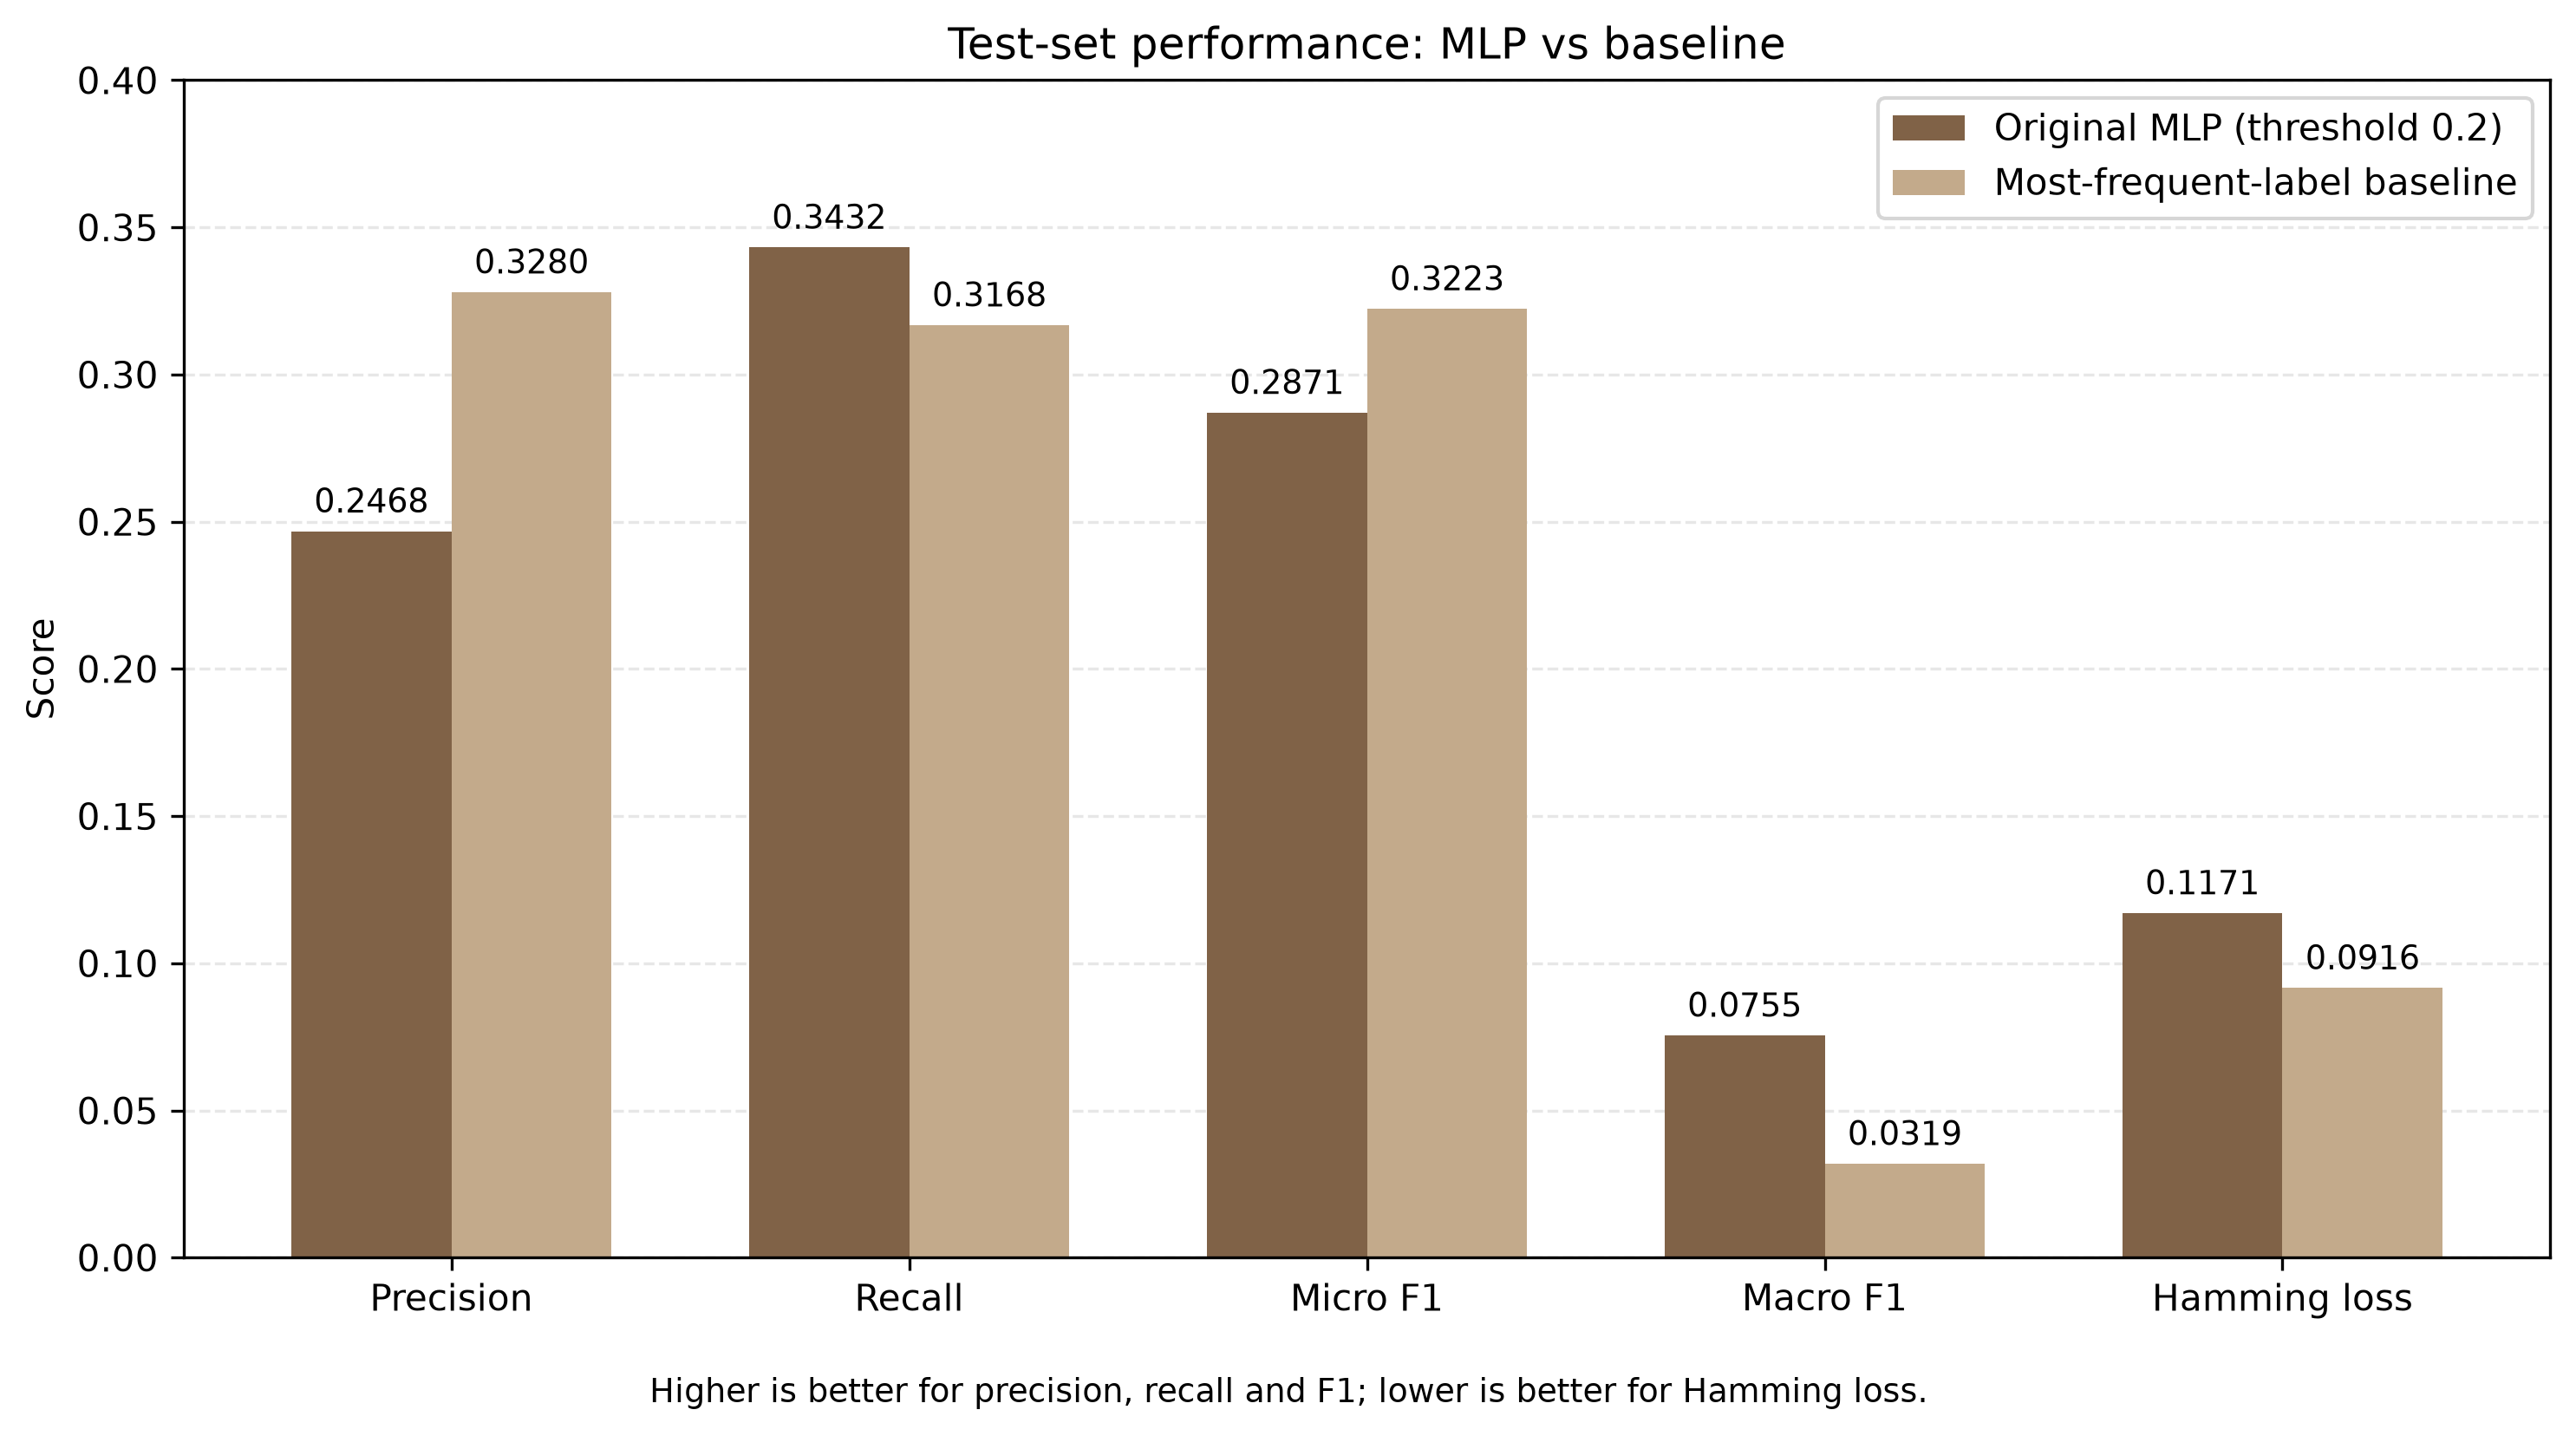 Test-set performance: MLP vs baseline
Original MLP (threshold 0.2)
Most-frequent-label baseline
Score
0.40
0.35
0.30
0.25
0.20
0.15
0.10
0.05
0.00
0.2468
0.3280
0.3432
0.3168
0.2871
0.3223
0.0755
0.0319
0.1171
0.0916
Precision
Recall
Micro F1
Macro F1
Hamming loss
Higher is better for precision, recall and F1; lower is better for Hamming loss.